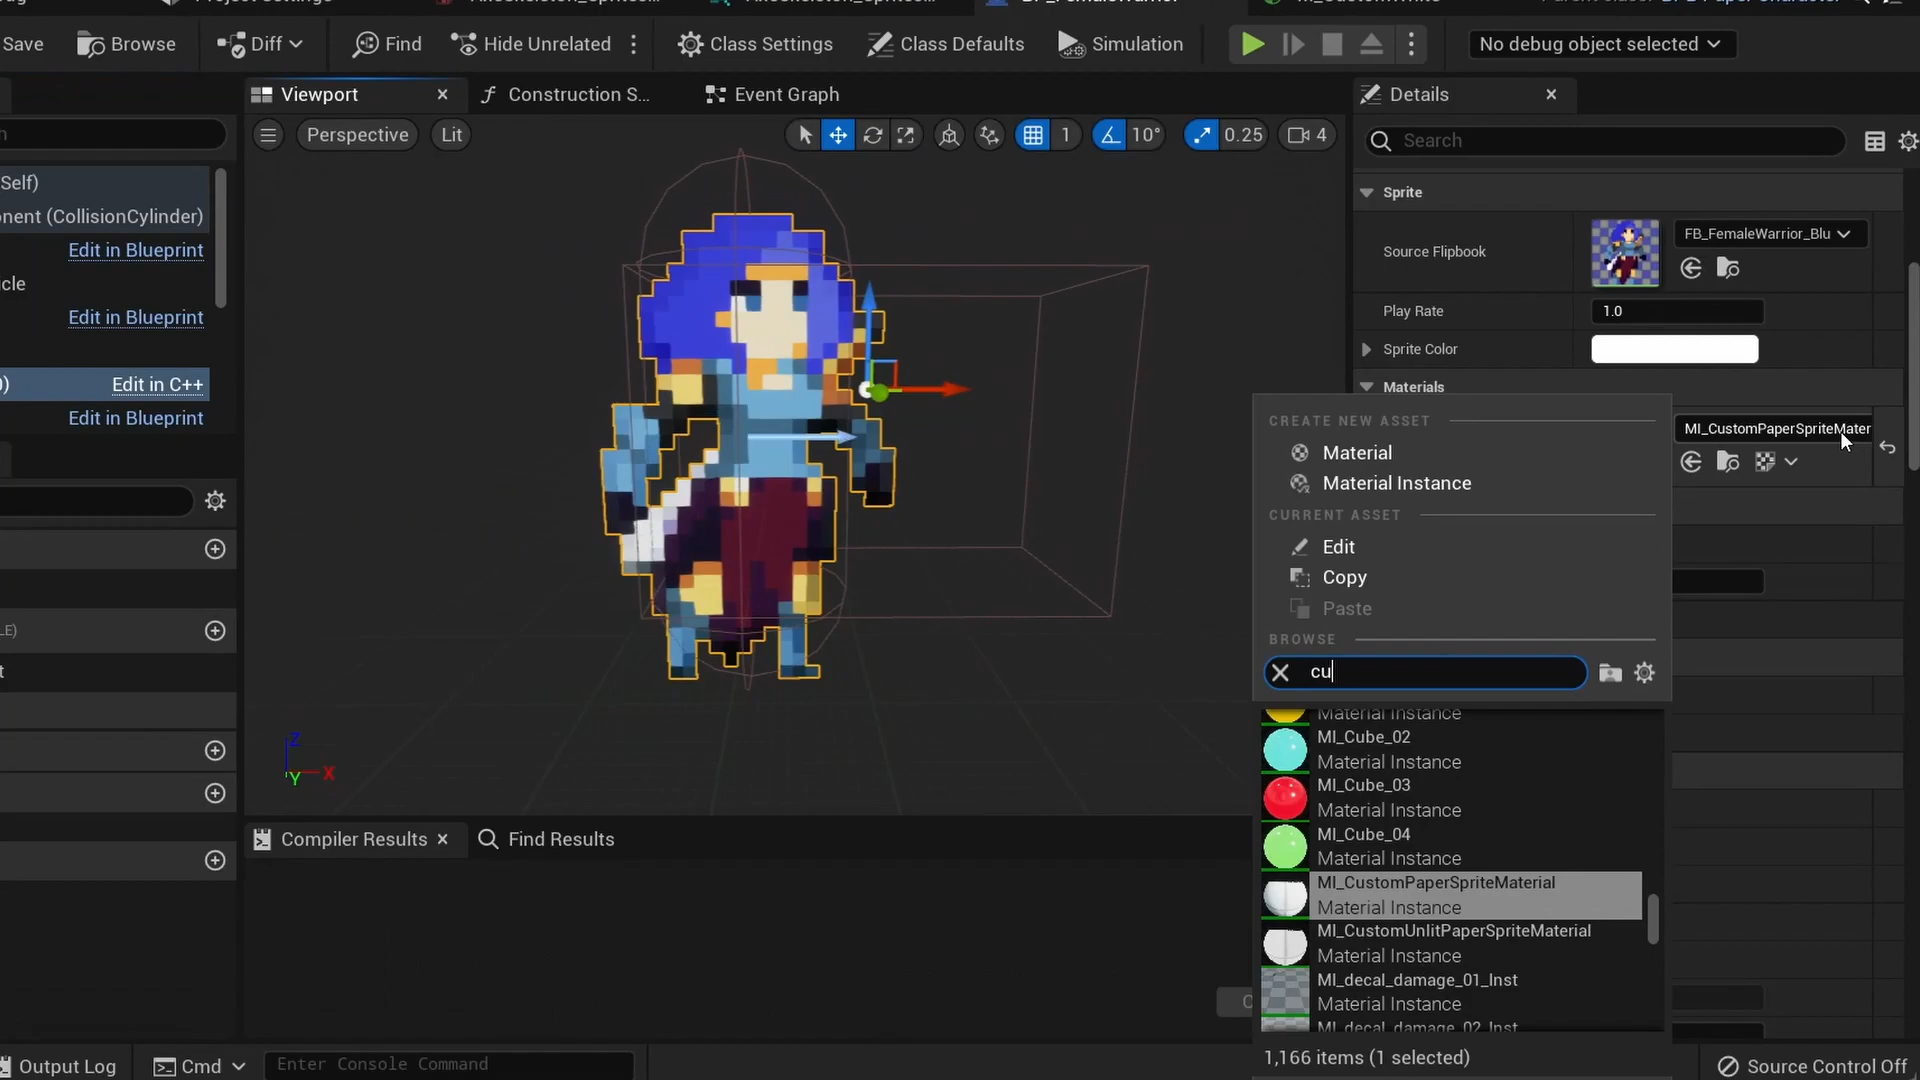 Save
Browse
Diff
Find
Hide Unrelated
Class Settings
Class Defaults
Simulation
No debug object selected
Viewport
Construction S...
Event Graph
Details
Perspective
Lit
1
10°
0.25
4
Search
Self)
onent (CollisionCylinder)
Edit in Blueprint
icle
Edit in Blueprint
0)
Edit in C++
Edit in Blueprint
LE)
t
Sprite
Source Flipbook
FB_FemaleWarrior_Blu
Play Rate
1.0
Sprite Color
Materials
MI_CustomPaperSpriteMater
CREATE NEW ASSET
Material
Material Instance
CURRENT ASSET
Edit
Copy
Paste
BROWSE
cu
Material Instance
MI_Cube_02
Material Instance
MI_Cube_03
Material Instance
MI_Cube_04
Material Instance
MI_CustomPaperSpriteMaterial
Material Instance
MI_CustomUnlitPaperSpriteMaterial
Material Instance
MI_decal_damage_01_Inst
Material Instance
MI_decal_damage_02_Inst
1,166 items (1 selected)
Z
Y
X
Compiler Results
Find Results
Output Log
Cmd
Enter Console Command
Source Control Off